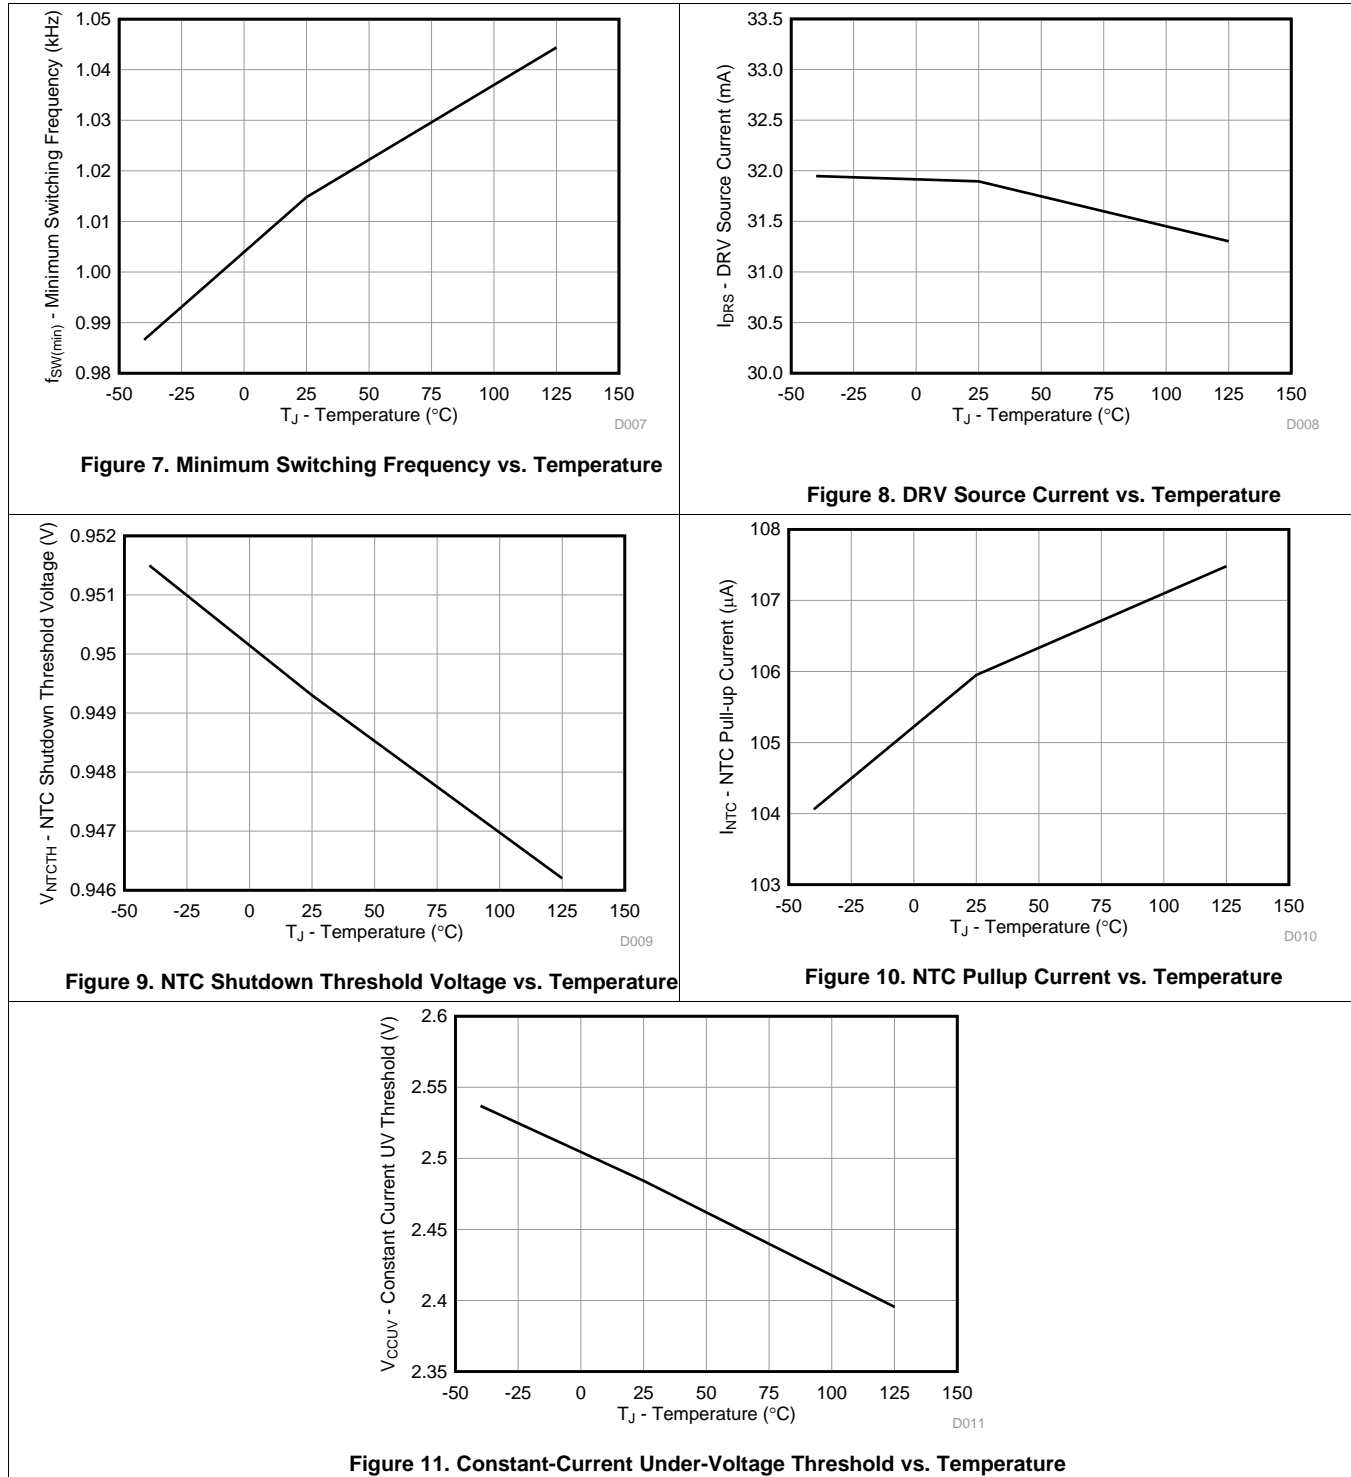 f_SW(min) - Minimum Switching Frequency (kHz)
1.05
1.04
1.03
1.02
1.01
1.00
0.99
0.98
-50 -25 0 25 50 75 100 125 150
T_J - Temperature (°C)
D007
Figure 7. Minimum Switching Frequency vs. Temperature
I_DRS - DRV Source Current (mA)
33.5
33.0
32.5
32.0
31.5
31.0
30.5
30.0
-50 -25 0 25 50 75 100 125 150
T_J - Temperature (°C)
D008
Figure 8. DRV Source Current vs. Temperature
V_NTCTH - NTC Shutdown Threshold Voltage (V)
0.952
0.951
0.95
0.949
0.948
0.947
0.946
-50 -25 0 25 50 75 100 125 150
T_J - Temperature (°C)
D009
Figure 9. NTC Shutdown Threshold Voltage vs. Temperature
I_NTC - NTC Pull-up Current (µA)
108
107
106
105
104
103
-50 -25 0 25 50 75 100 125 150
T_J - Temperature (°C)
D010
Figure 10. NTC Pullup Current vs. Temperature
V_CCUV - Constant Current UV Threshold (V)
2.6
2.55
2.5
2.45
2.4
2.35
-50 -25 0 25 50 75 100 125 150
T_J - Temperature (°C)
D011
Figure 11. Constant-Current Under-Voltage Threshold vs. Temperature